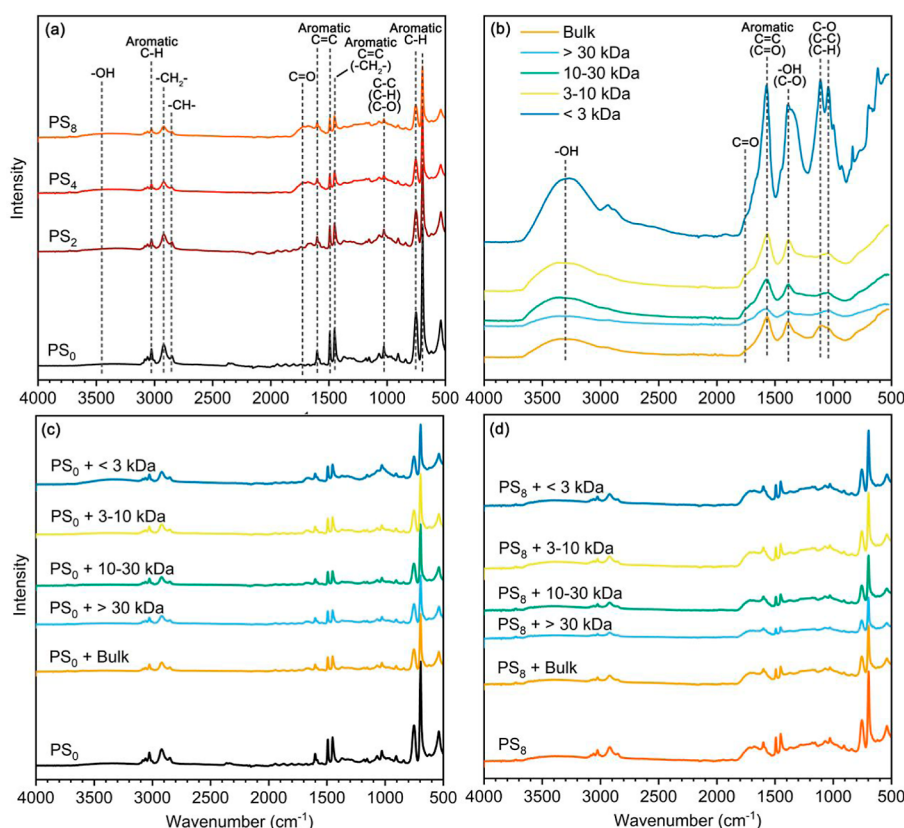 (a)
Aromatic
C-H
-OH
-CH₂-
-CH-
C=O
Aromatic
C=C
Aromatic
C=C
(-CH₂-)
C-C
(C-H)
(C-O)
Aromatic
C-H
PS₈
PS₄
PS₂
PS₀
Intensity
4000 3500 3000 2500 2000 1500 1000 500
(b)
Bulk
> 30 kDa
10-30 kDa
3-10 kDa
< 3 kDa
-OH
C=O
Aromatic
C=C
(C=O)
-OH
(C-O)
C-O
(C-C)
(C-H)
4000 3500 3000 2500 2000 1500 1000 500
(c)
PS₀ + < 3 kDa
PS₀ + 3-10 kDa
PS₀ + 10-30 kDa
PS₀ + > 30 kDa
PS₀ + Bulk
PS₀
Intensity
4000 3500 3000 2500 2000 1500 1000 500
Wavenumber (cm⁻¹)
(d)
PS₈ + < 3 kDa
PS₈ + 3-10 kDa
PS₈ + 10-30 kDa
PS₈ + > 30 kDa
PS₈ + Bulk
PS₈
4000 3500 3000 2500 2000 1500 1000 500
Wavenumber (cm⁻¹)